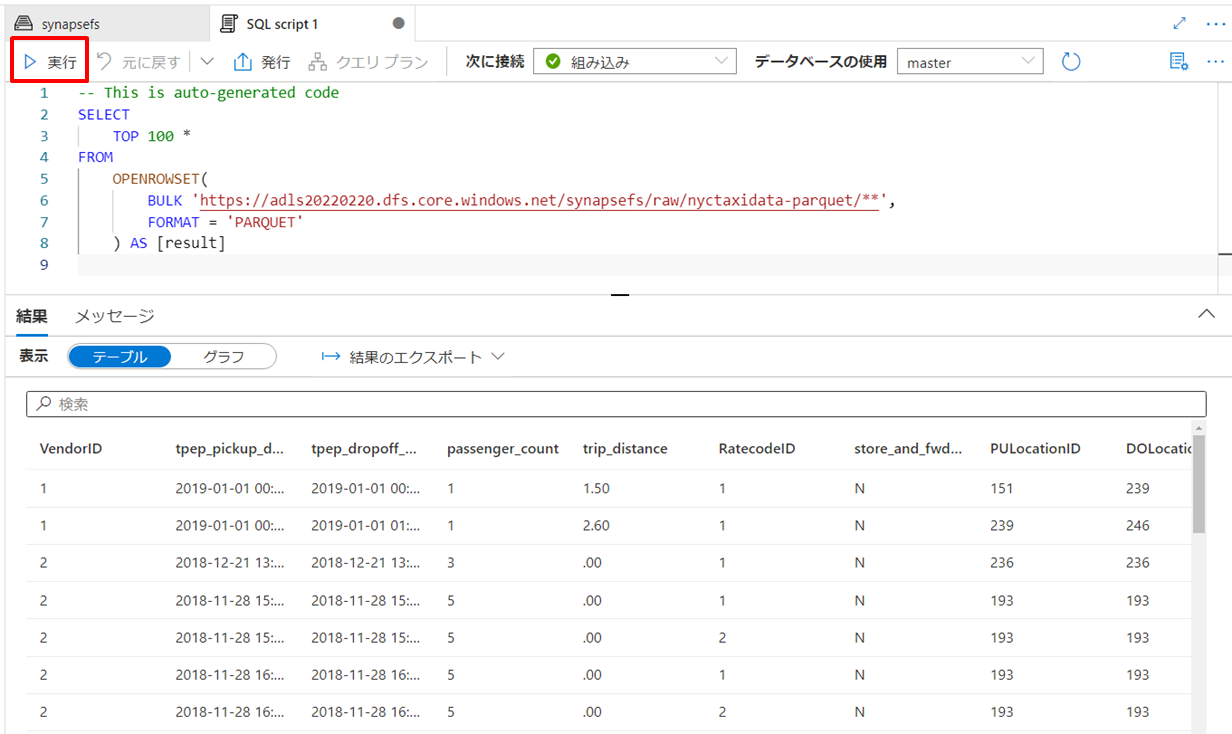 synapsefs SQL script 1
実行 元に戻す 発行 クエリ プラン 次に接続 組み込み データベースの使用 master
1 -- This is auto-generated code
2 SELECT
3 TOP 100 *
4 FROM
5 OPENROWSET(
6 BULK 'https://adls20220220.dfs.core.windows.net/synapsefs/raw/nyctaxidata-parquet/**',
7 FORMAT = 'PARQUET'
8 ) AS [result]
9
結果 メッセージ
表示 テーブル グラフ 結果のエクスポート
検索
VendorID tpep_pickup_d... tpep_dropoff_... passenger_count trip_distance RatecodeID store_and_fwd... PULocationID DOLocatic
1 2019-01-01 00:... 2019-01-01 00:... 1 1.50 1 N 151 239
1 2019-01-01 00:... 2019-01-01 01:... 1 2.60 1 N 239 246
2 2018-12-21 13:... 2018-12-21 13:... 3 .00 1 N 236 236
2 2018-11-28 15:... 2018-11-28 15:... 5 .00 1 N 193 193
2 2018-11-28 15:... 2018-11-28 15:... 5 .00 2 N 193 193
2 2018-11-28 16:... 2018-11-28 16:... 5 .00 1 N 193 193
2 2018-11-28 16:... 2018-11-28 16:... 5 .00 2 N 193 193